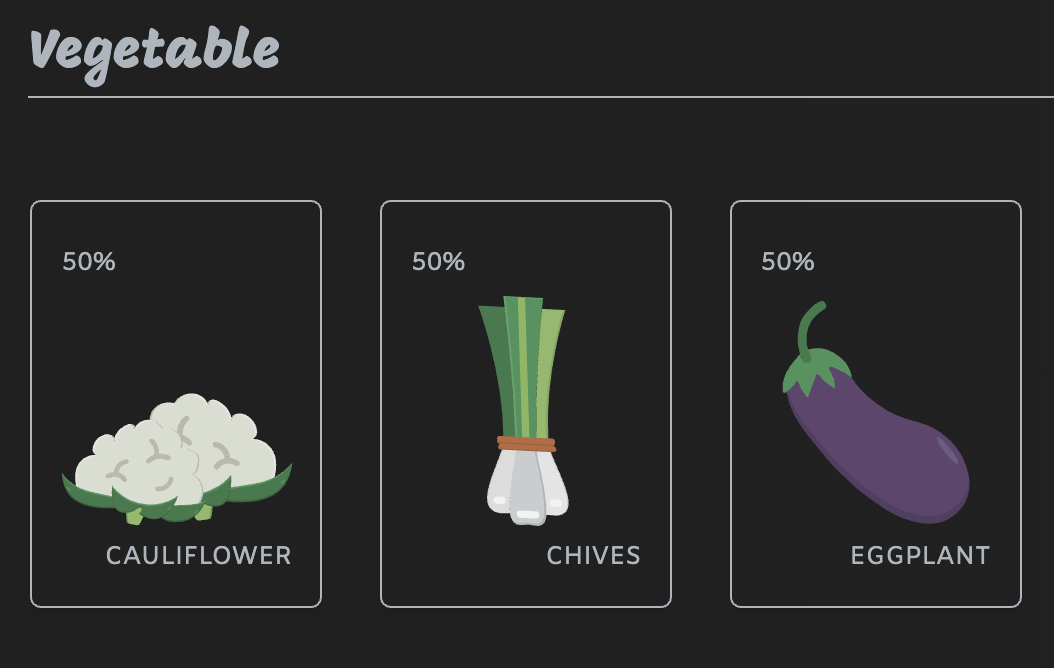 Vegetable
50%
CAULIFLOWER
50%
CHIVES
50%
EGGPLANT